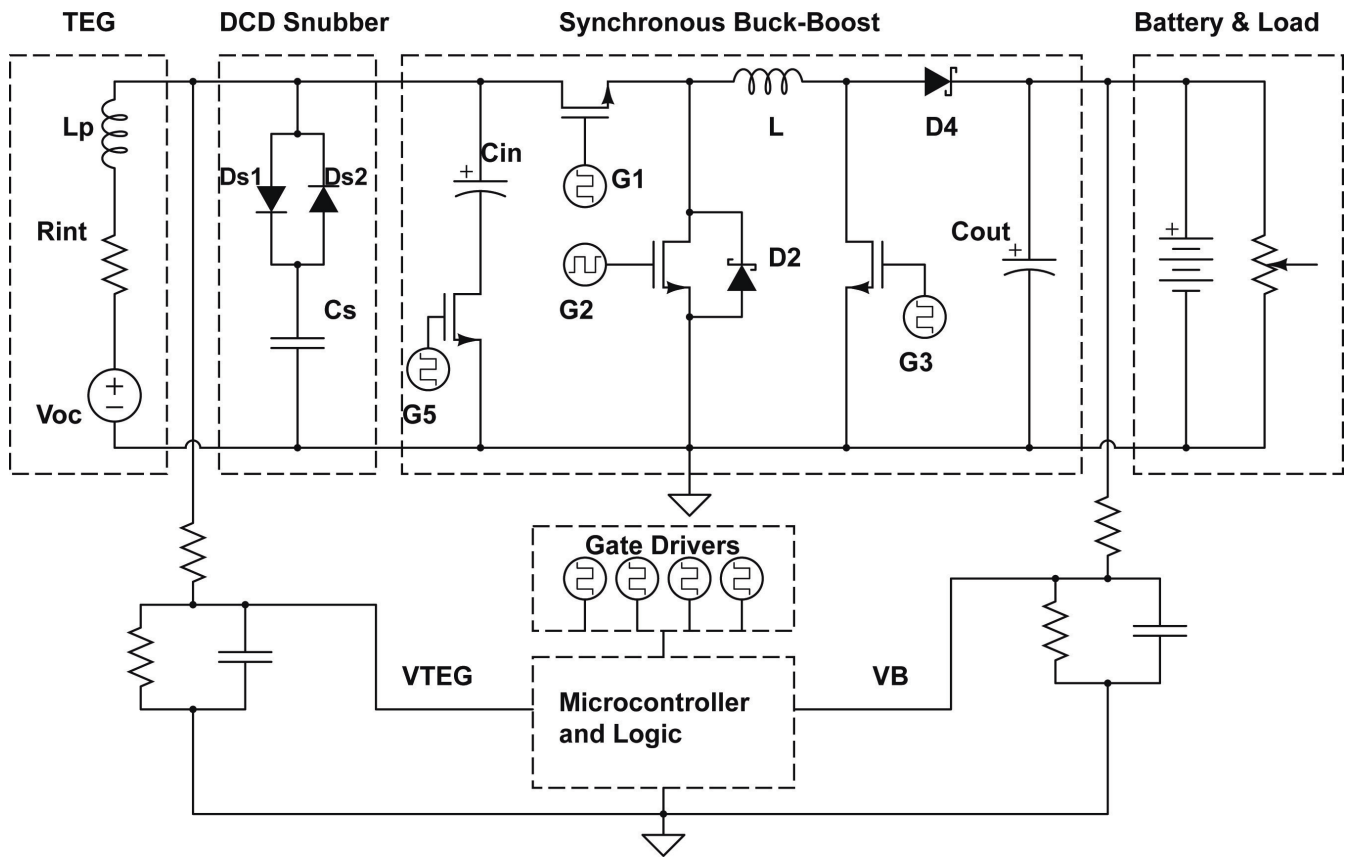 TEG
DCD Snubber
Synchronous Buck-Boost
Battery & Load
Lp
Rint
Voc
Ds1
Ds2
Cs
Cin
G5
G1
G2
D2
L
G3
D4
Cout
Gate Drivers
VTEG
Microcontroller
and Logic
VB